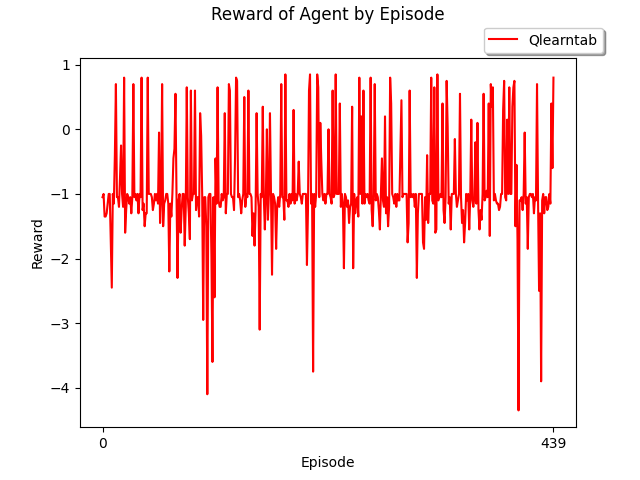 Reward of Agent by Episode
Qlearntab
1
0
−1
−2
−3
−4
Reward
0
439
Episode